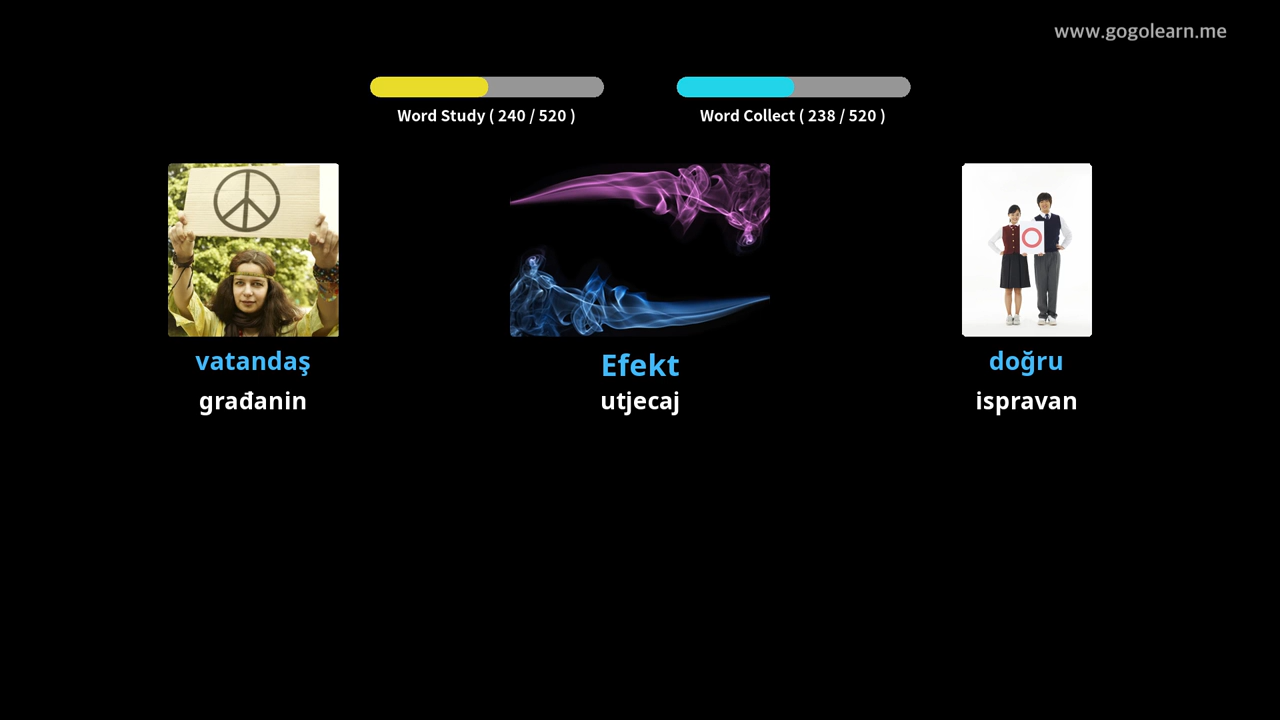 www.gogolearn.me
Word Study ( 240 / 520 )
Word Collect ( 238 / 520 )
vatandaş
građanin
Efekt
utjecaj
doğru
ispravan